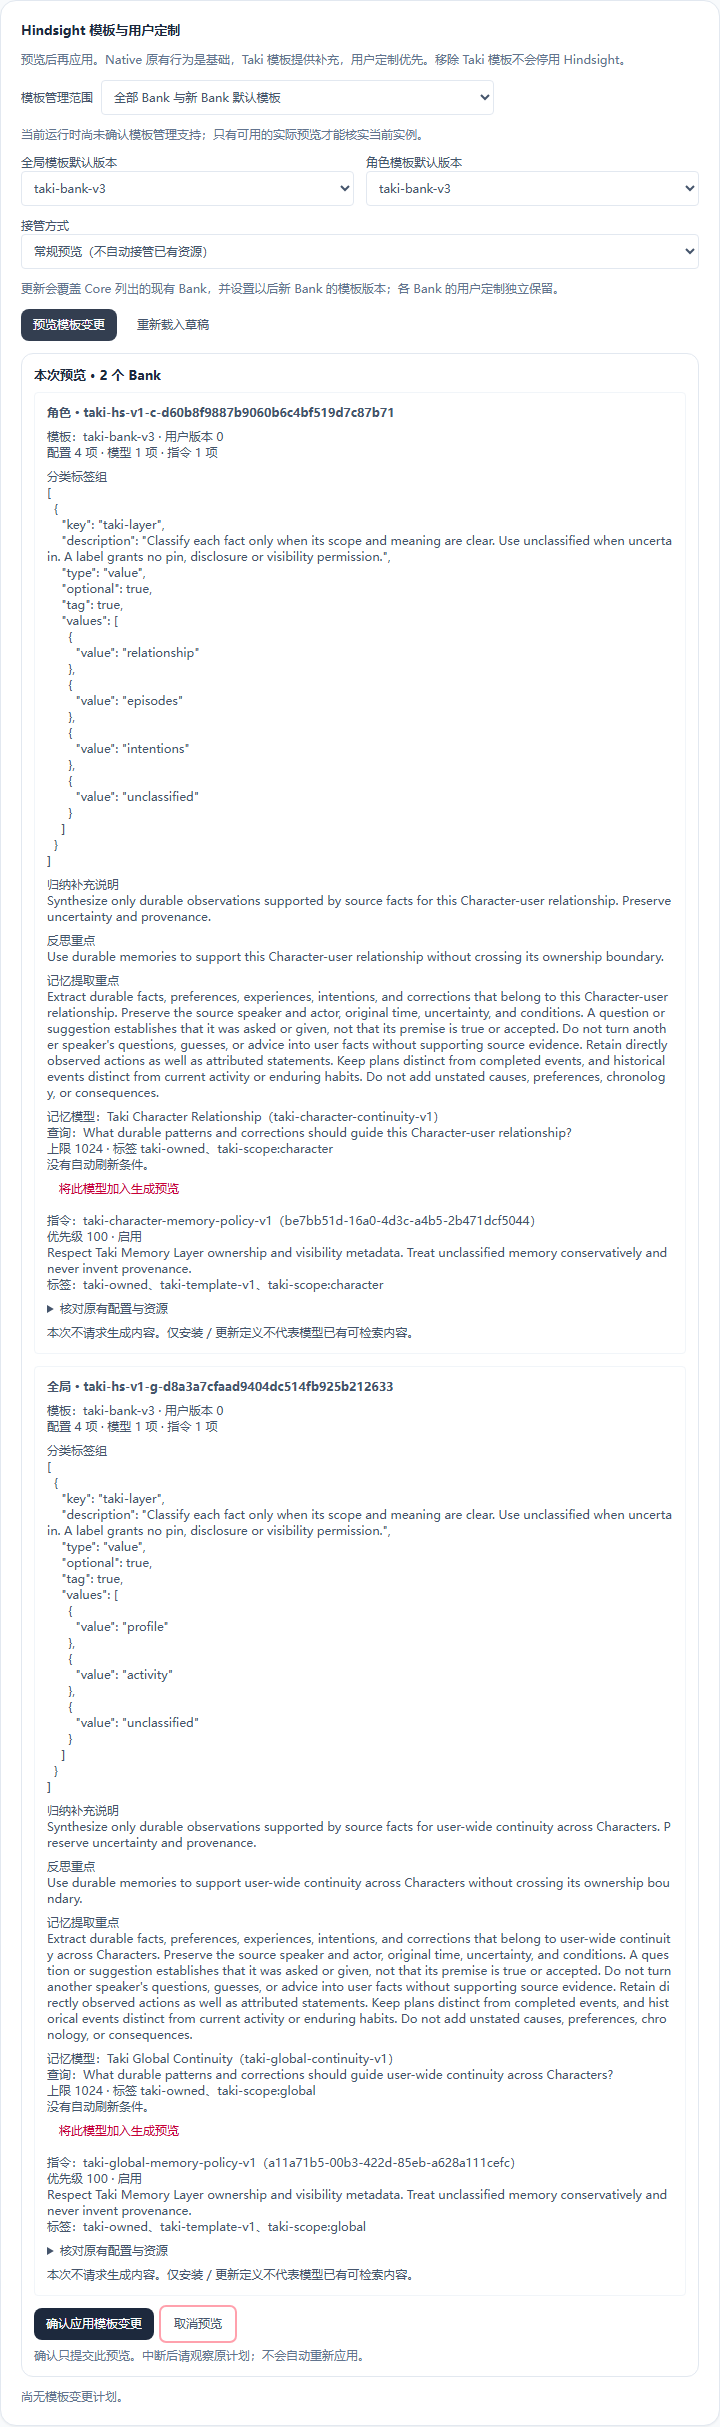 Hindsight 模板与用户定制
预览后再应用。Native 原有行为是基础，Taki 模板提供补充，用户定制优先。移除 Taki 模板不会停用 Hindsight。
模板管理范围
全部 Bank 与新 Bank 默认模板
当前运行时尚未确认模板管理支持；只有可用的实际预览才能核实当前实例。
全局模板默认版本
角色模板默认版本
taki-bank-v3
taki-bank-v3
接管方式
常规预览（不自动接管已有资源）
更新会覆盖 Core 列出的现有 Bank，并设置以后新 Bank 的模板版本；各 Bank 的用户定制独立保留。
预览模板变更
重新载入草稿
本次预览 • 2 个 Bank
角色 • taki-hs-v1-c-d60b8f9887b9060b6c4bf519d7c87b71
模板：taki-bank-v3 · 用户版本 0
配置 4 项 · 模型 1 项 · 指令 1 项
分类标签组
[
{
"key": "taki-layer",
"description": "Classify each fact only when its scope and meaning are clear. Use unclassified when uncerta
in. A label grants no pin, disclosure or visibility permission.",
"type": "value",
"optional": true,
"tag": true,
"values": [
{
"value": "relationship"
},
{
"value": "episodes"
},
{
"value": "intentions"
},
{
"value": "unclassified"
}
]
}
]
归纳补充说明
Synthesize only durable observations supported by source facts for this Character-user relationship. Preserve
uncertainty and provenance.
反思重点
Use durable memories to support this Character-user relationship without crossing its ownership boundary.
记忆提取重点
Extract durable facts, preferences, experiences, intentions, and corrections that belong to this Character-user
relationship. Preserve the source speaker and actor, original time, uncertainty, and conditions. A question or
suggestion establishes that it was asked or given, not that its premise is true or accepted. Do not turn anoth
er speaker's questions, guesses, or advice into user facts without supporting source evidence. Retain directly
observed actions as well as attributed statements. Keep plans distinct from completed events, and historical
events distinct from current activity or enduring habits. Do not add unstated causes, preferences, chronolog
y, or consequences.
记忆模型：Taki Character Relationship（taki-character-continuity-v1）
查询：What durable patterns and corrections should guide this Character-user relationship?
上限 1024 · 标签 taki-owned、taki-scope:character
没有自动刷新条件。
将此模型加入生成预览
指令：taki-character-memory-policy-v1（be7bb51d-16a0-4d3c-a4b5-2b471dcf5044）
优先级 100 · 启用
Respect Taki Memory Layer ownership and visibility metadata. Treat unclassified memory conservatively and
never invent provenance.
标签：taki-owned、taki-template-v1、taki-scope:character
▶ 核对原有配置与资源
本次不请求生成内容。仅安装 / 更新定义不代表模型已有可检索内容。
全局 • taki-hs-v1-g-d8a3a7cfaad9404dc514fb925b212633
模板：taki-bank-v3 · 用户版本 0
配置 4 项 · 模型 1 项 · 指令 1 项
分类标签组
[
{
"key": "taki-layer",
"description": "Classify each fact only when its scope and meaning are clear. Use unclassified when uncerta
in. A label grants no pin, disclosure or visibility permission.",
"type": "value",
"optional": true,
"tag": true,
"values": [
{
"value": "profile"
},
{
"value": "activity"
},
{
"value": "unclassified"
}
]
}
]
归纳补充说明
Synthesize only durable observations supported by source facts for user-wide continuity across Characters. P
reserve uncertainty and provenance.
反思重点
Use durable memories to support user-wide continuity across Characters without crossing its ownership bou
ndary.
记忆提取重点
Extract durable facts, preferences, experiences, intentions, and corrections that belong to user-wide continuit
y across Characters. Preserve the source speaker and actor, original time, uncertainty, and conditions. A ques
tion or suggestion establishes that it was asked or given, not that its premise is true or accepted. Do not turn
another speaker's questions, guesses, or advice into user facts without supporting source evidence. Retain di
rectly observed actions as well as attributed statements. Keep plans distinct from completed events, and hist
orical events distinct from current activity or enduring habits. Do not add unstated causes, preferences, chro
nology, or consequences.
记忆模型：Taki Global Continuity（taki-global-continuity-v1）
查询：What durable patterns and corrections should guide user-wide continuity across Characters?
上限 1024 · 标签 taki-owned、taki-scope:global
没有自动刷新条件。
将此模型加入生成预览
指令：taki-global-memory-policy-v1（a11a71b5-00b3-422d-85eb-a628a111cefc）
优先级 100 · 启用
Respect Taki Memory Layer ownership and visibility metadata. Treat unclassified memory conservatively and
never invent provenance.
标签：taki-owned、taki-template-v1、taki-scope:global
▶ 核对原有配置与资源
本次不请求生成内容。仅安装 / 更新定义不代表模型已有可检索内容。
确认应用模板变更
取消预览
确认只提交此预览。中断后请观察原计划；不会自动重新应用。
尚无模板变更计划。